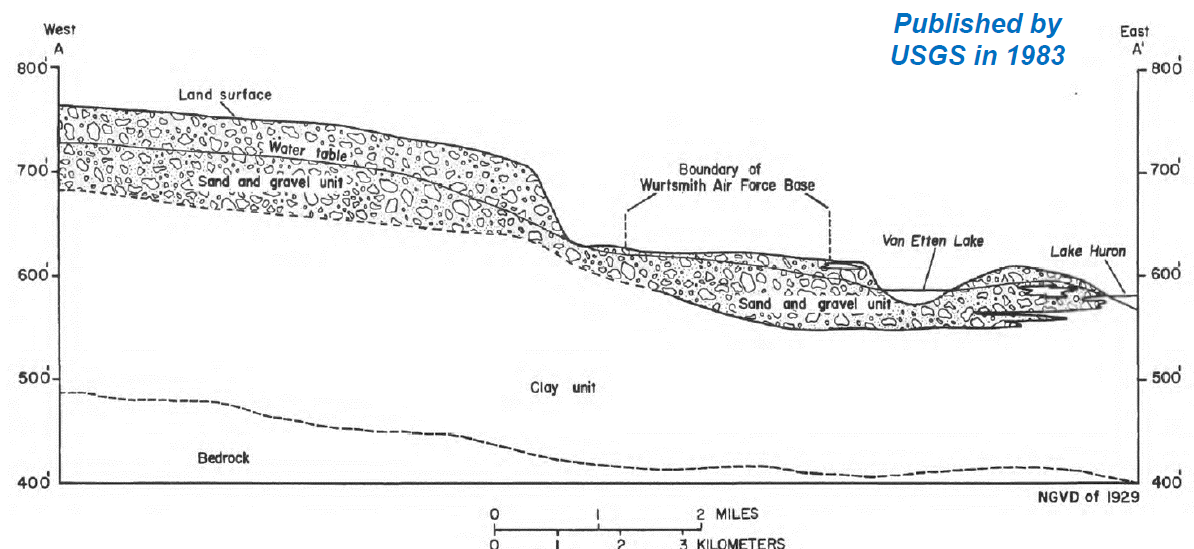 Published by
USGS in 1983
West
A
East
A'
800'
800'
Land surface
Water table
700'
700'
Sand and gravel unit
Boundary of
Wurtsmith Air Force Base
Van Etten Lake
Lake Huron
600'
600'
Sand and gravel unit
500'
500'
Clay unit
Bedrock
400'
400'
NGVD of 1929
0 1 2 MILES
0 1 2 3 KILOMETERS